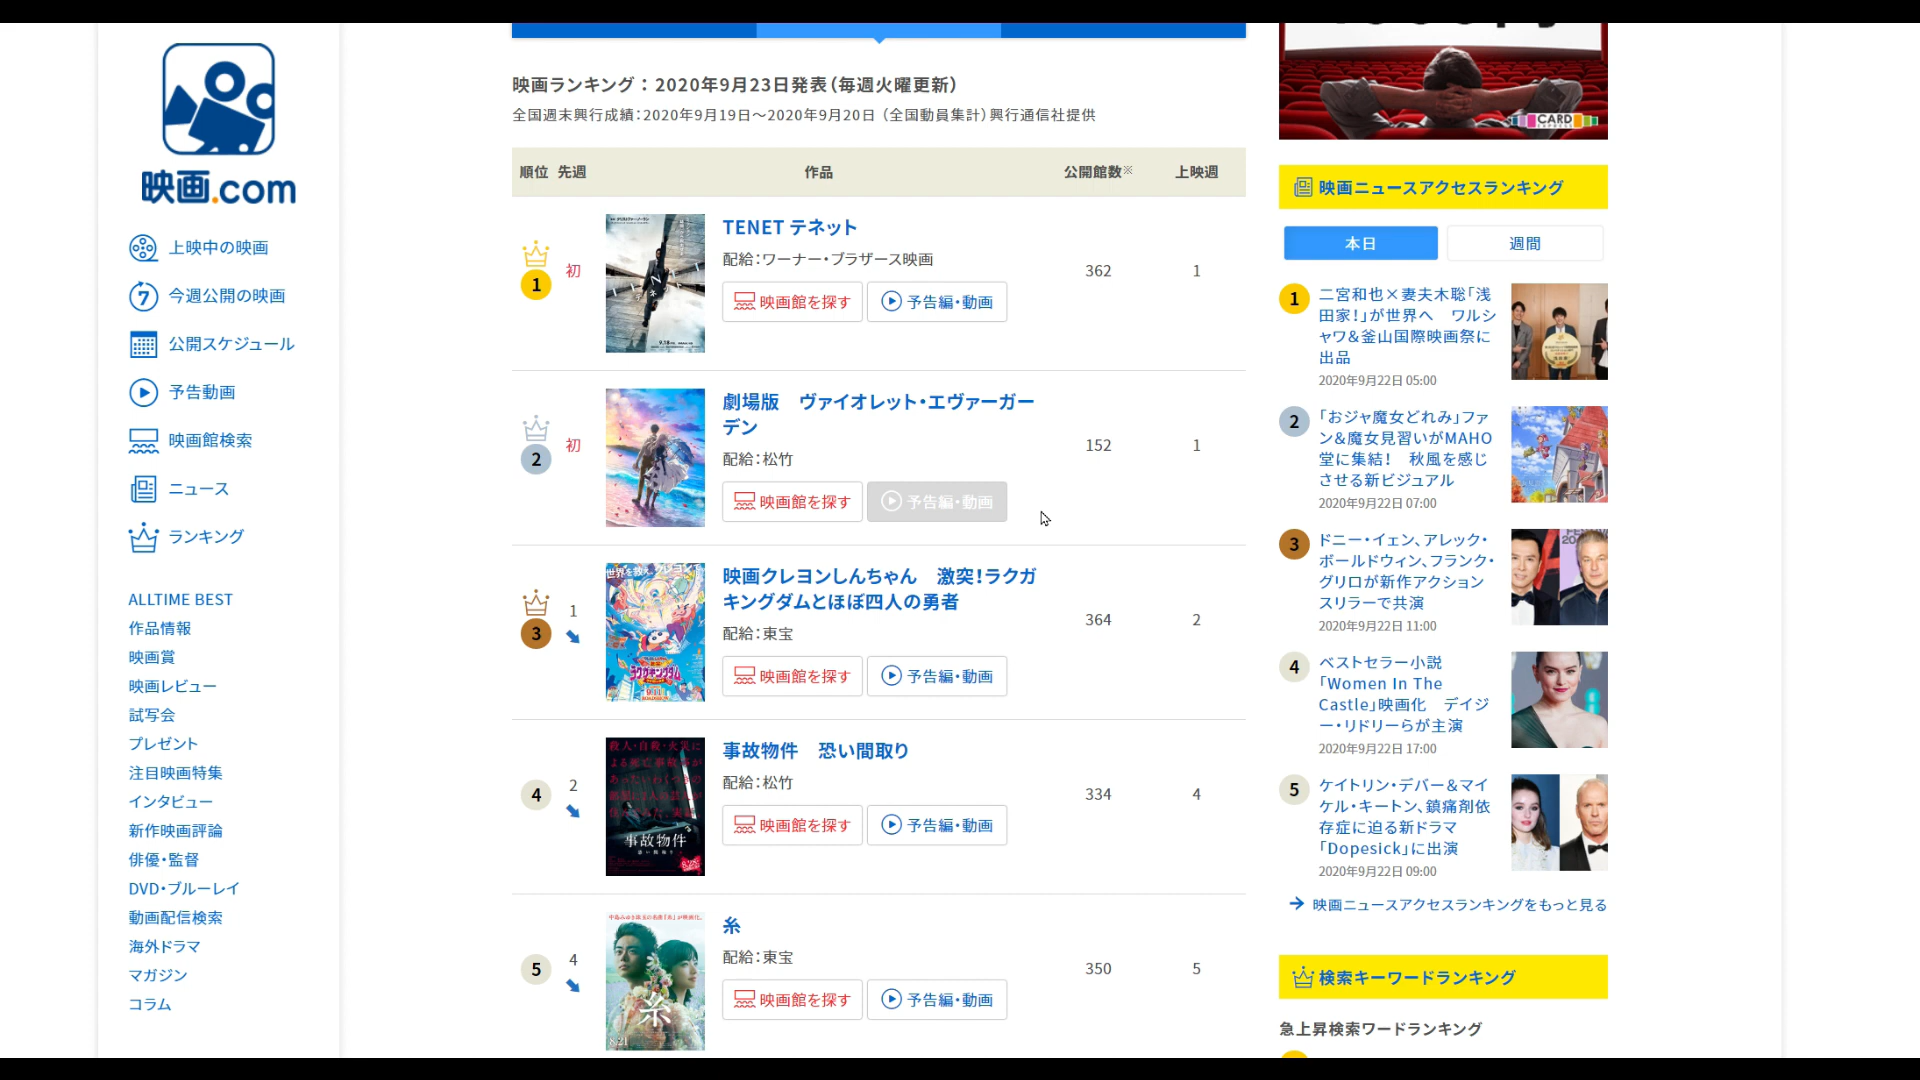 映画.com
上映中の映画
7 今週公開の映画
公開スケジュール
予告動画
映画館検索
ニュース
ランキング
ALLTIME BEST
作品情報
映画賞
映画レビュー
試写会
プレゼント
注目映画特集
インタビュー
新作映画評論
俳優・監督
DVD・ブルーレイ
動画配信検索
海外ドラマ
マガジン
コラム
映画ランキング：2020年9月23日発表（毎週火曜更新）
全国週末興行成績：2020年9月19日～2020年9月20日（全国動員集計）興行通信社提供
順位 先週 作品 公開館数※ 上映週
1 初 TENET テネット 362 1
配給：ワーナー・ブラザース映画
映画館を探す 予告編・動画
2 初 劇場版　ヴァイオレット・エヴァーガー
デン 152 1
配給：松竹
映画館を探す 予告編・動画
3 1 映画クレヨンしんちゃん　激突！ラクガ
キングダムとほぼ四人の勇者 364 2
配給：東宝
映画館を探す 予告編・動画
4 2 事故物件　恐い間取り 334 4
配給：松竹
映画館を探す 予告編・動画
事故物件
5 4 糸 350 5
配給：東宝
映画館を探す 予告編・動画
糸
8.21
CARD
映画ニュースアクセスランキング
本日 週間
1 二宮和也×妻夫木聡「浅
田家！」が世界へ　ワルシ
ャワ＆釜山国際映画祭に
出品
2020年9月22日 05:00
2 「おジャ魔女どれみ」ファ
ン＆魔女見習いがMAHO
堂に集結！　秋風を感じ
させる新ビジュアル
2020年9月22日 07:00
3 ドニー・イェン、アレック・
ボールドウィン、フランク・
グリロが新作アクション
スリラーで共演
2020年9月22日 11:00
4 ベストセラー小説
「Women In The
Castle」映画化　デイジ
ー・リドリーらが主演
2020年9月22日 17:00
5 ケイトリン・デバー＆マイ
ケル・キートン、鎮痛剤依
存症に迫る新ドラマ
「Dopesick」に出演
2020年9月22日 09:00
映画ニュースアクセスランキングをもっと見る
検索キーワードランキング
急上昇検索ワードランキング